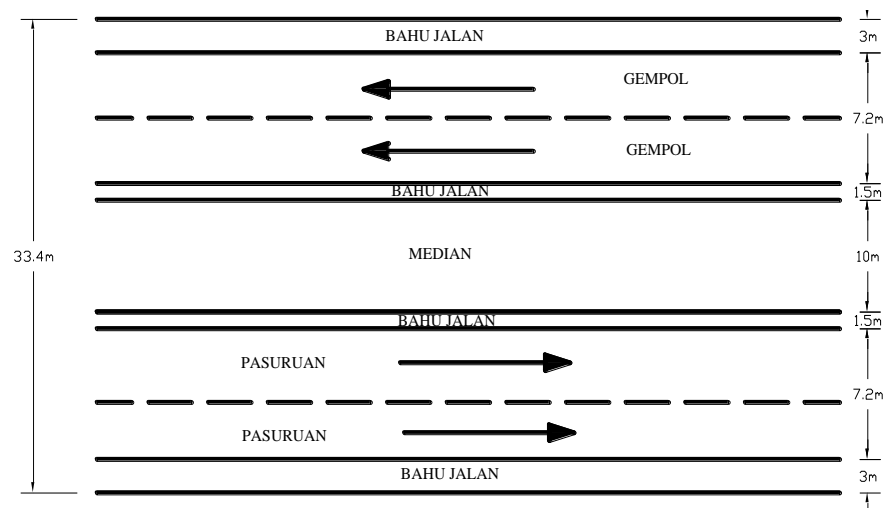 BAHU JALAN
3m
GEMPOL
7.2m
GEMPOL
BAHU JALAN
1.5m
33.4m
MEDIAN
10m
BAHU JALAN
1.5m
PASURUAN
7.2m
PASURUAN
BAHU JALAN
3m